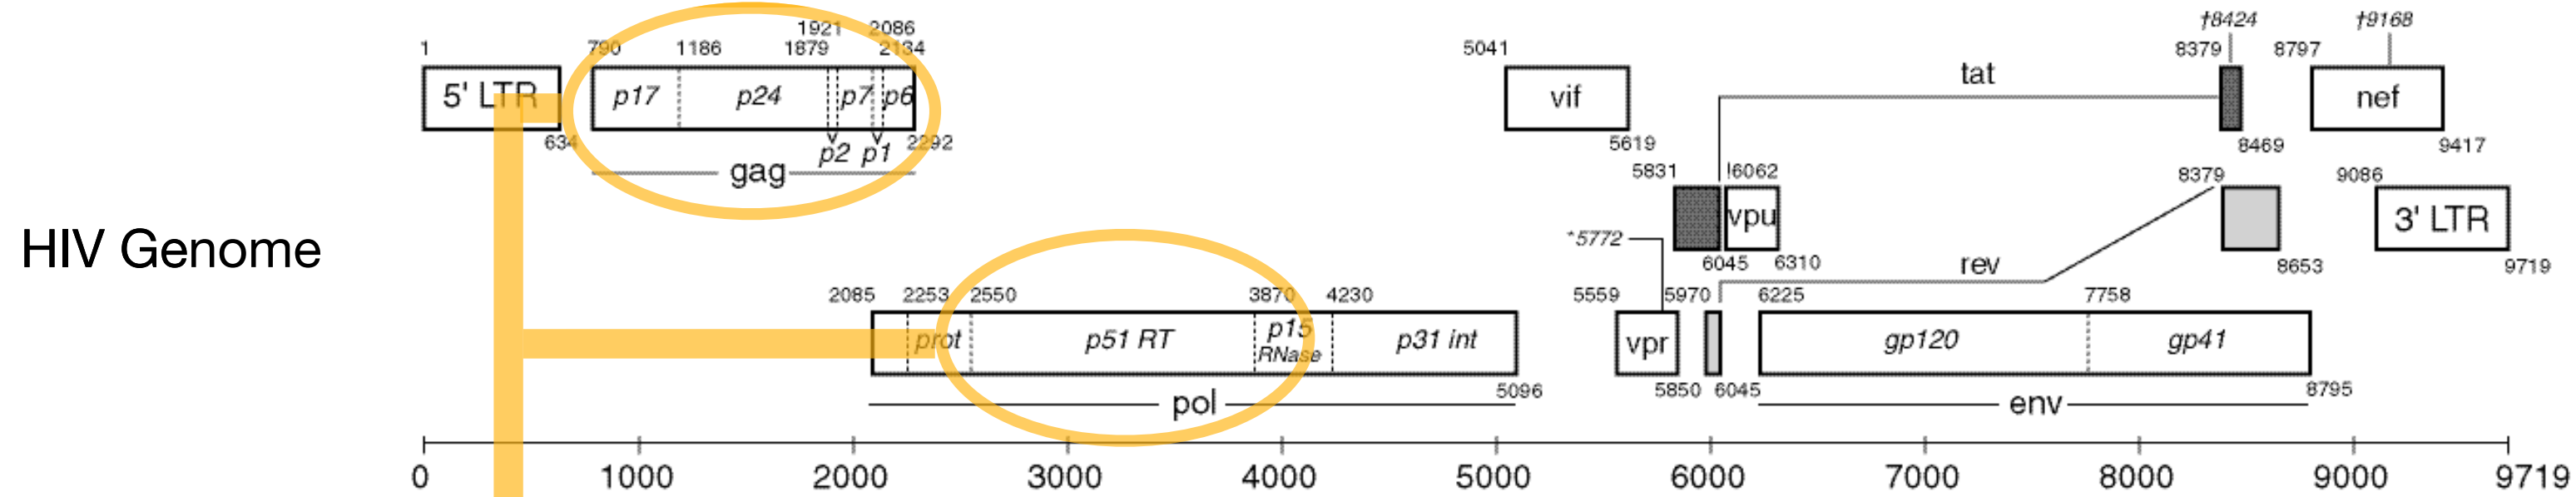 †8424 †9168
1921 2086
1 790 1186 1879 2134 5041 8379 8797
tat
5' LTR p17 p24 p7 p6 vif nef
634 p2 p1 2292 5619 8469 9417
gag
5831 !6062 8379 9086
vpu 3' LTR
HIV Genome
*5772
6045 6310 rev 8653 9719
2085 2253 2550 3870 4230 5559 5970 6225 7758
prot p51 RT p15 RNase p31 int vpr gp120 gp41
5096 5850 6045 8795
pol env
0 1000 2000 3000 4000 5000 6000 7000 8000 9000 9719